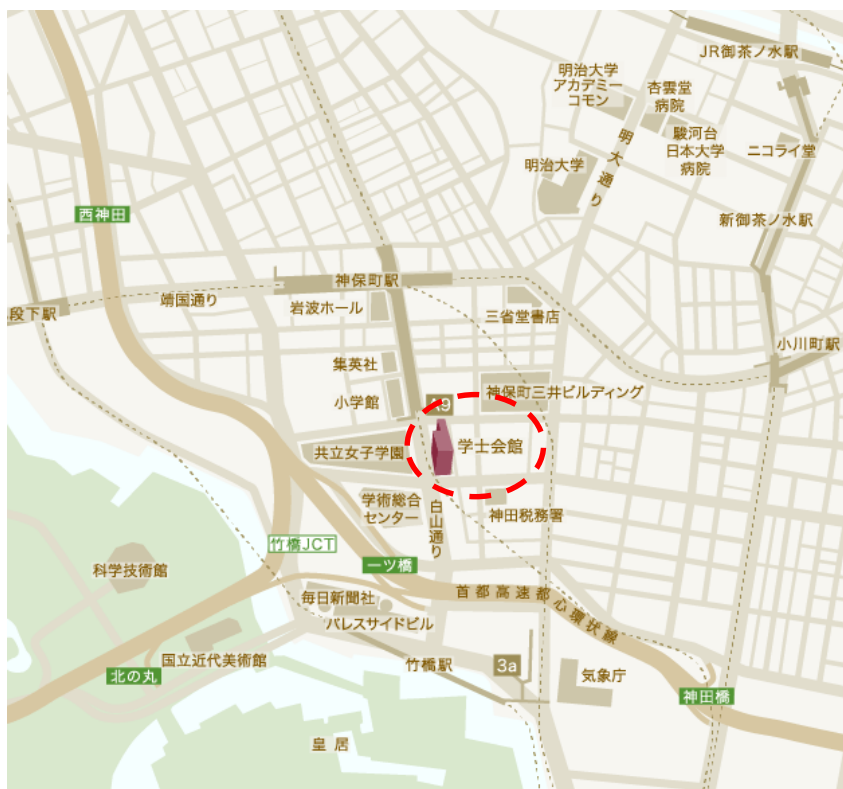 JR御茶ノ水駅
明治大学
アカデミー
コモン
杏雲堂
病院
駿河台
日本大学
病院
ニコライ堂
明治大学
明大通り
西神田
新御茶ノ水駅
神保町駅
靖国通り
岩波ホール
段下駅
三省堂書店
小川町駅
集英社
神保町三井ビルディング
小学館
A9
学士会館
共立女子学園
学術総合
センター
白山通り
神田税務署
竹橋JCT
一ツ橋
科学技術館
首都高速都心環状線
毎日新聞社
パレスサイドビル
国立近代美術館
竹橋駅
3a
北の丸
気象庁
神田橋
皇居